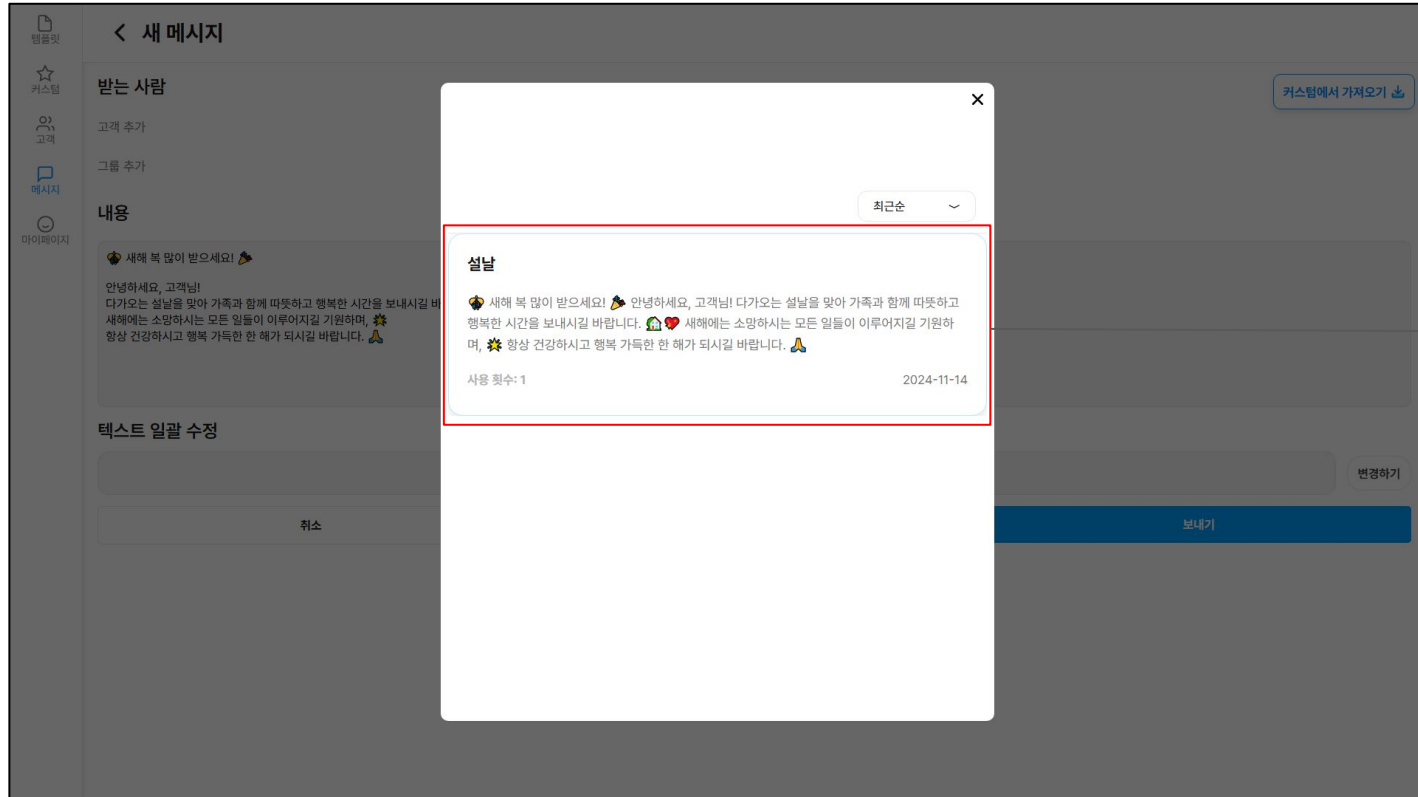 템플릿
커스텀
고객
메시지
마이페이지
새 메시지
받는 사람
커스텀에서 가져오기
고객 추가
그룹 추가
내용
🐝 새해 복 많이 받으세요! 🎉
안녕하세요, 고객님!
다가오는 설날을 맞아 가족과 함께 따뜻하고 행복한 시간을 보내시길 바
새해에는 소망하시는 모든 일들이 이루어지길 기원하며, 🌟
항상 건강하시고 행복 가득한 한 해가 되시길 바랍니다. 🙏
텍스트 일괄 수정
변경하기
취소
보내기
최근순
설날
새해 복 많이 받으세요! 🎉 안녕하세요, 고객님! 다가오는 설날을 맞아 가족과 함께 따뜻하고
행복한 시간을 보내시길 바랍니다. 🏠💖 새해에는 소망하시는 모든 일들이 이루어지길 기원하
며, 🌟 항상 건강하시고 행복 가득한 한 해가 되시길 바랍니다. 🙏
사용 횟수: 1
2024-11-14